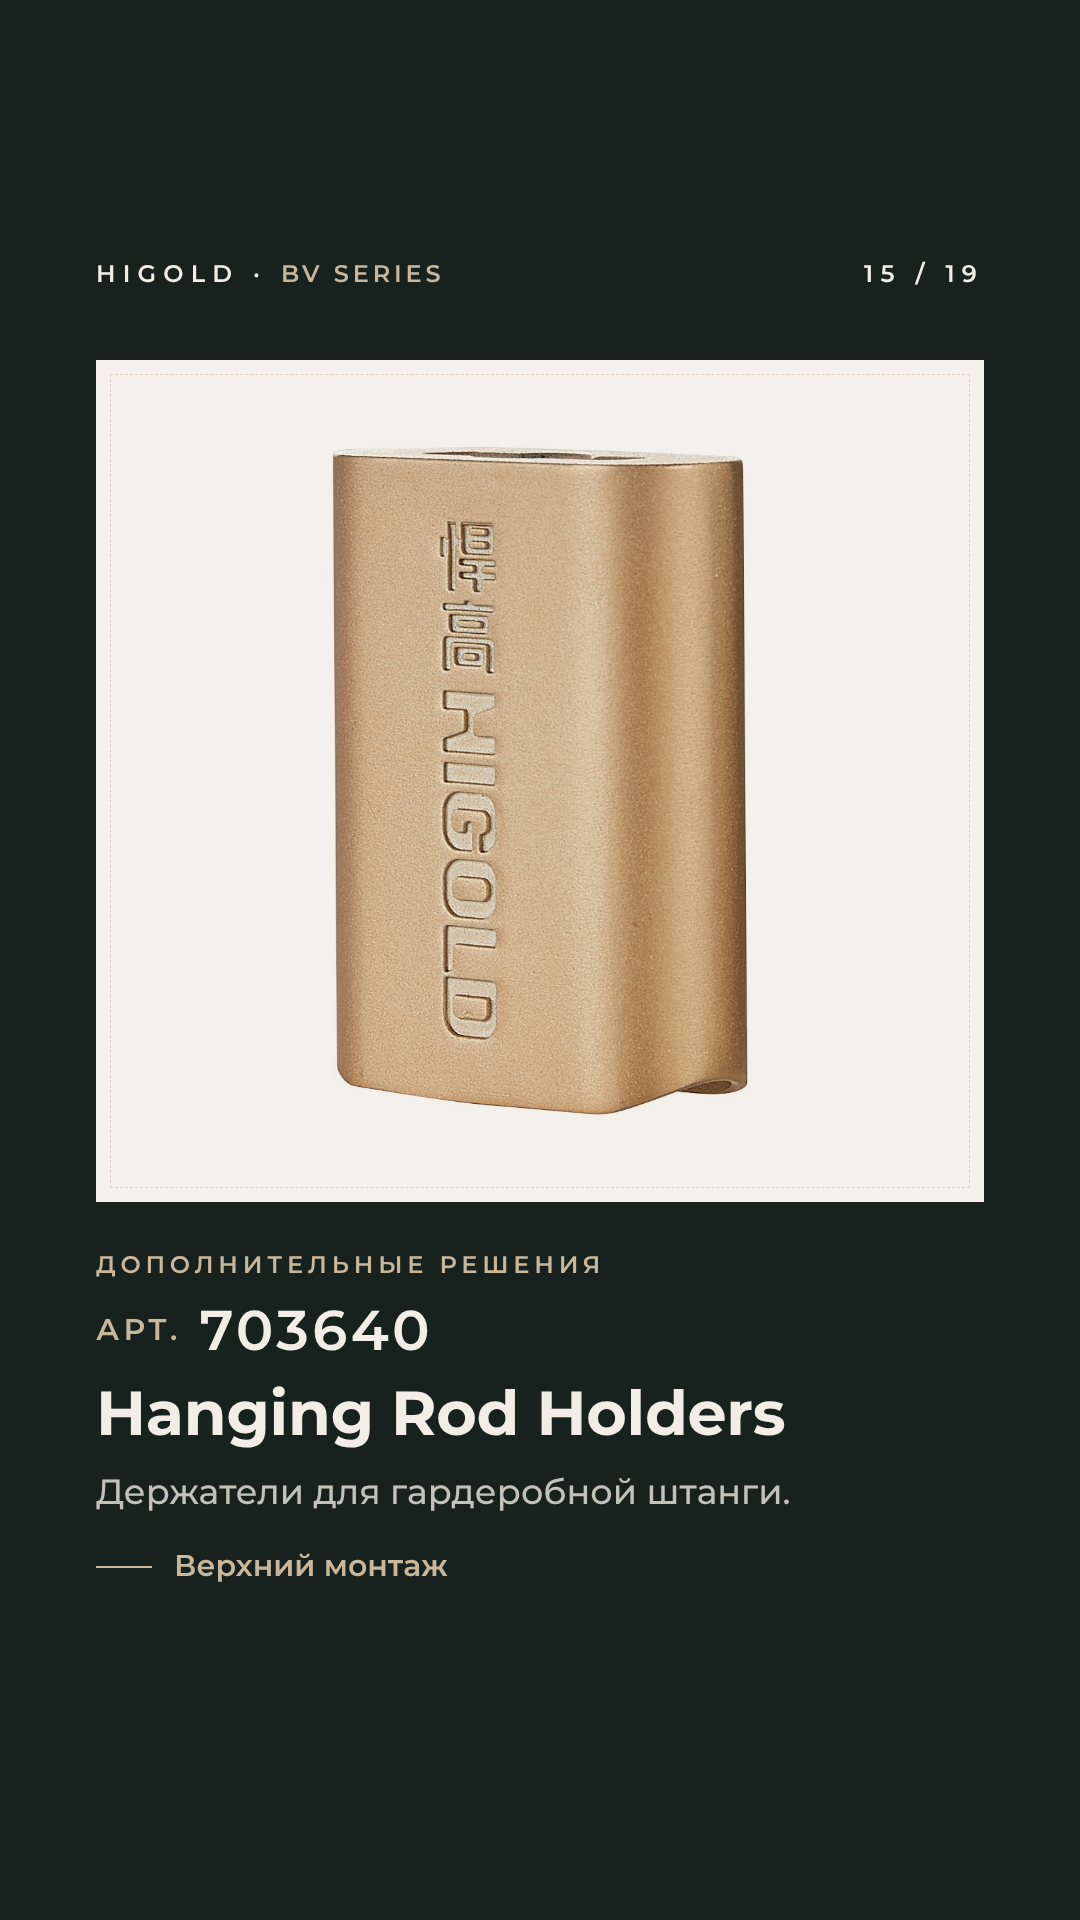 HIGOLD · BV SERIES
15 / 19
悍高 HIGOLD
ДОПОЛНИТЕЛЬНЫЕ РЕШЕНИЯ
АРТ. 703640
Hanging Rod Holders
Держатели для гардеробной штанги.
Верхний монтаж